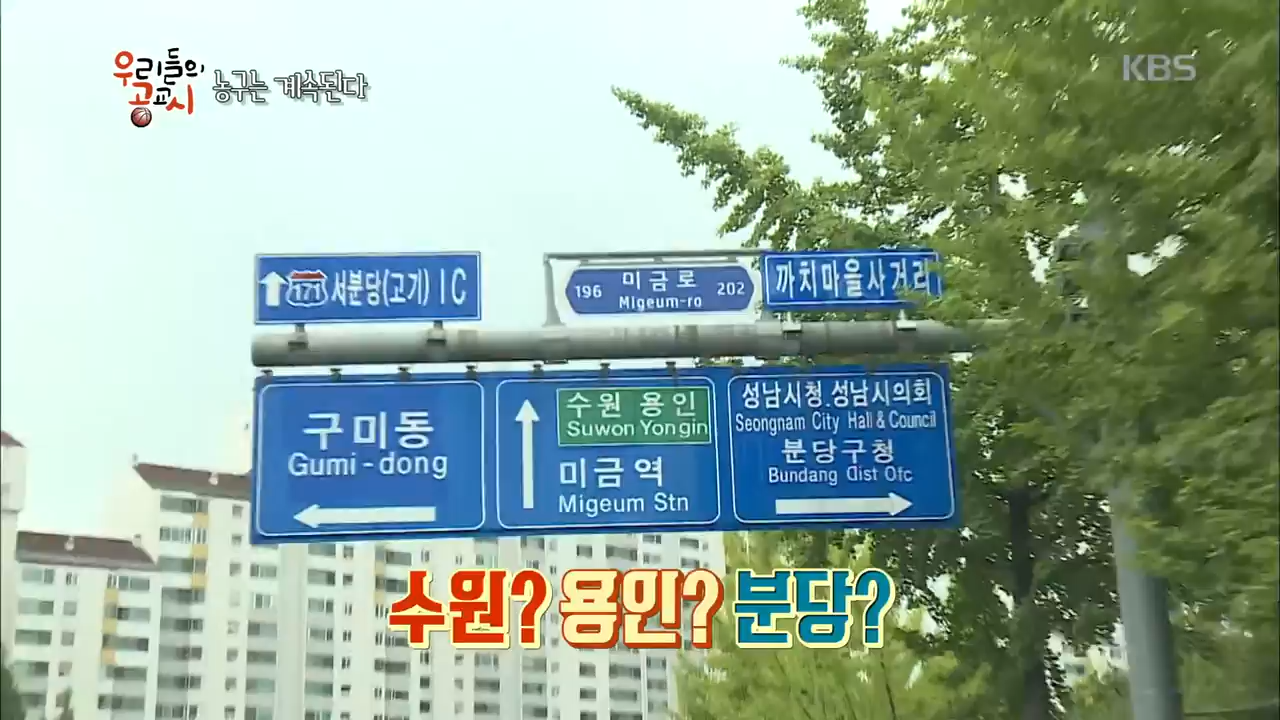 우리들의
공교시
농구는 계속된다
KBS
171 서분당(고기) IC
196 미금로 202
Migeum-ro
까치마을사거리
구미동
Gumi-dong
수원 용인
Suwon Yongin
미금역
Migeum Stn
성남시청.성남시의회
Seongnam City Hall & Council
분당구청
Bundang Dist Ofc
수원? 용인? 분당?